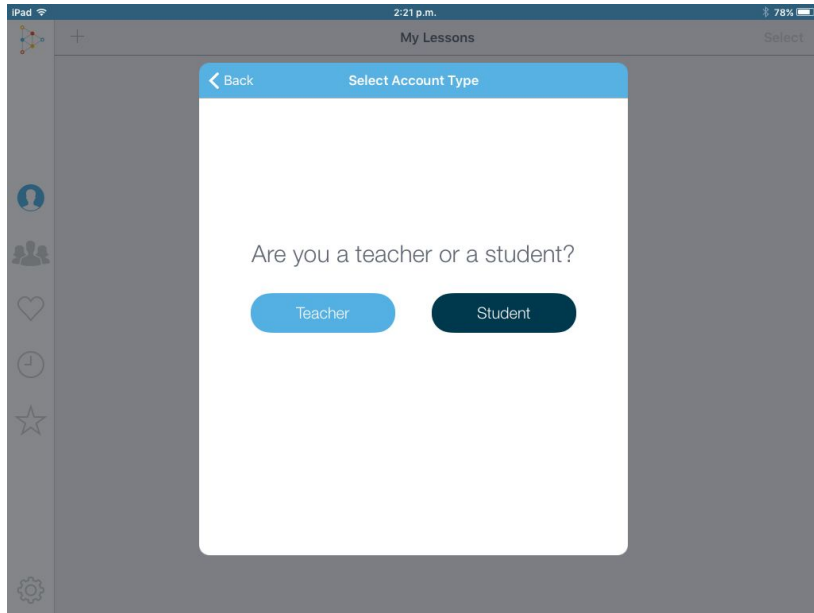 iPad 2:21 p.m. 78%
My Lessons Select
Back Select Account Type
Are you a teacher or a student?
Teacher Student